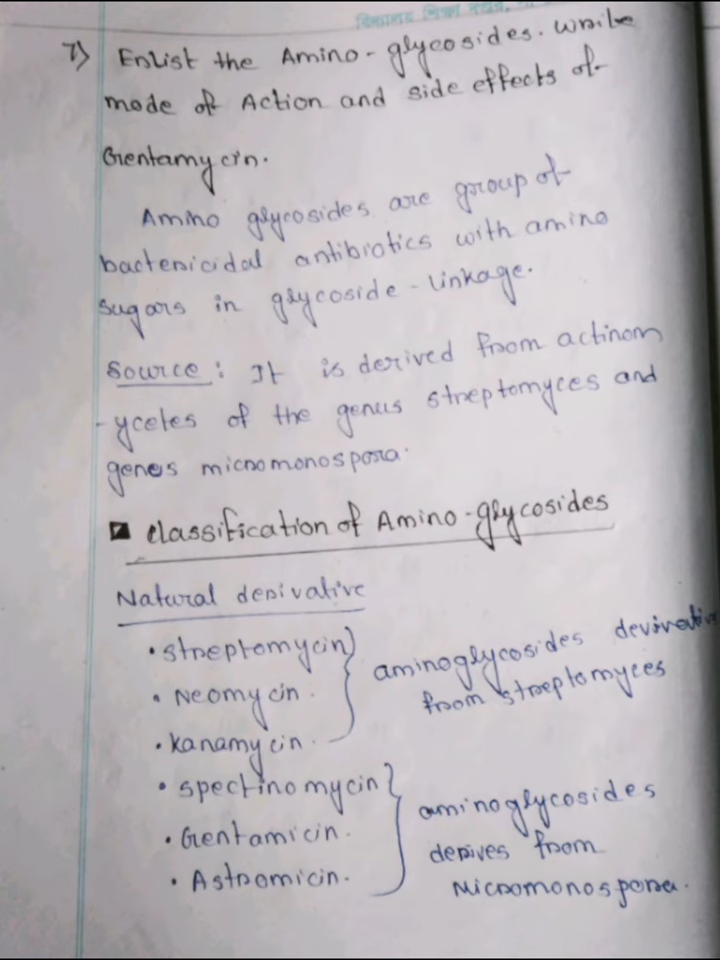 7) Enlist the Amino-glycosides. write
mode of Action and side effects of
Gentamycin.
Amino glycosides are group of
bactericidal antibiotics with amino
sugars in glycoside-linkage.
Source: It is derived from actinom
-ycetes of the genus streptomyces and
genes micromonospora.
Classification of Amino-glycosides
Natural derivative
• streptomycin
• Neomycin.
• kanamycin.
aminoglycosides
from streptomyces
• spectinomycin
• Gentamicin.
• Astromicin.
aminoglycosides
derives from
Micromonospora.